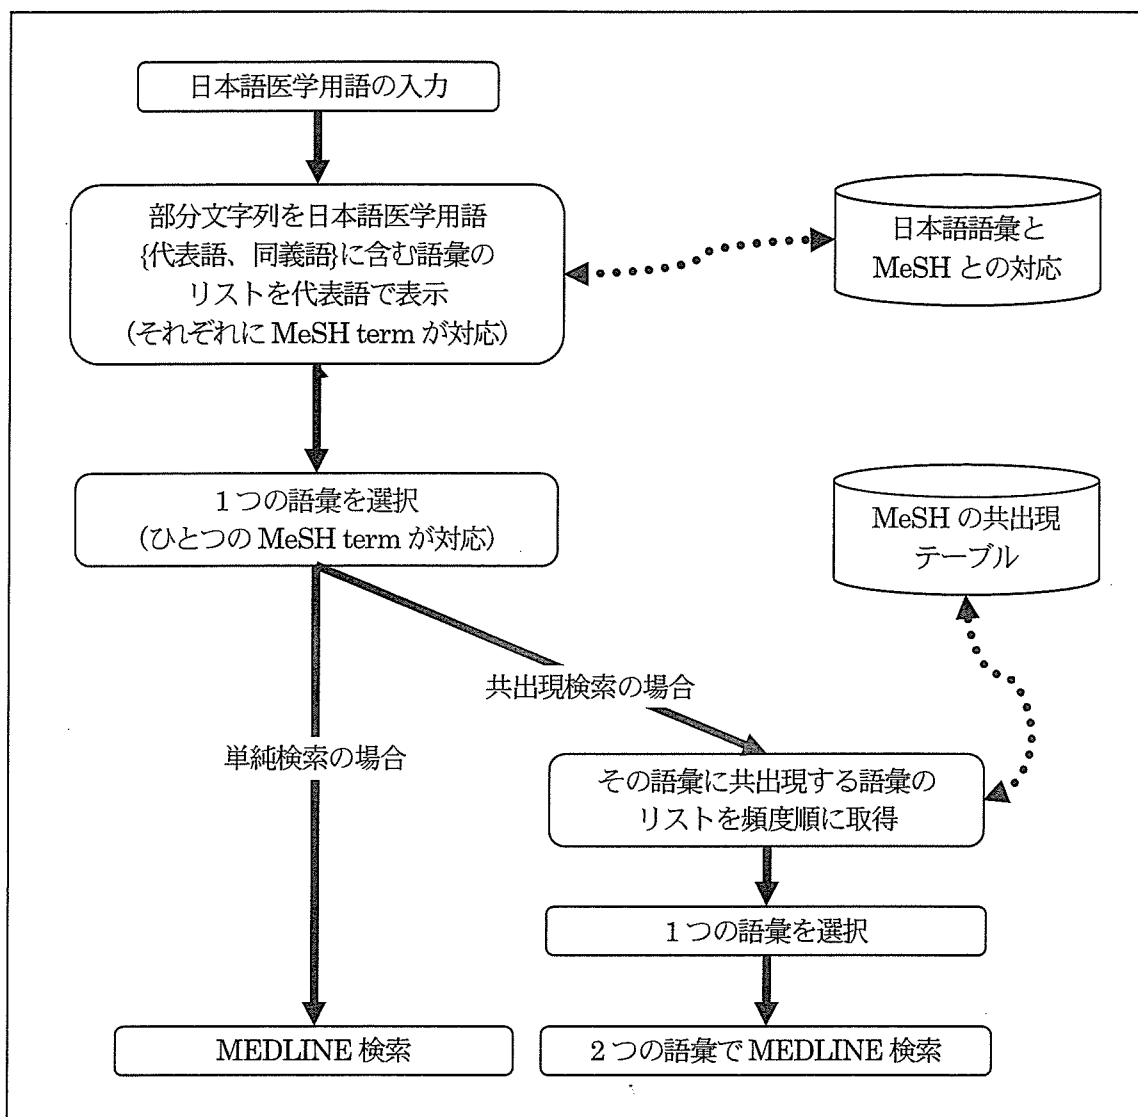 日本語医学用語の入力
部分文字列を日本語医学用語
{代表語、同義語}に含む語彙の
リストを代表語で表示
（それぞれに MeSH term が対応）
日本語語彙と
MeSH との対応
１つの語彙を選択
（ひとつの MeSH term が対応）
MeSH の共出現
テーブル
共出現検索の場合
単純検索の場合
その語彙に共出現する語彙の
リストを頻度順に取得
１つの語彙を選択
MEDLINE 検索
２つの語彙で MEDLINE 検索